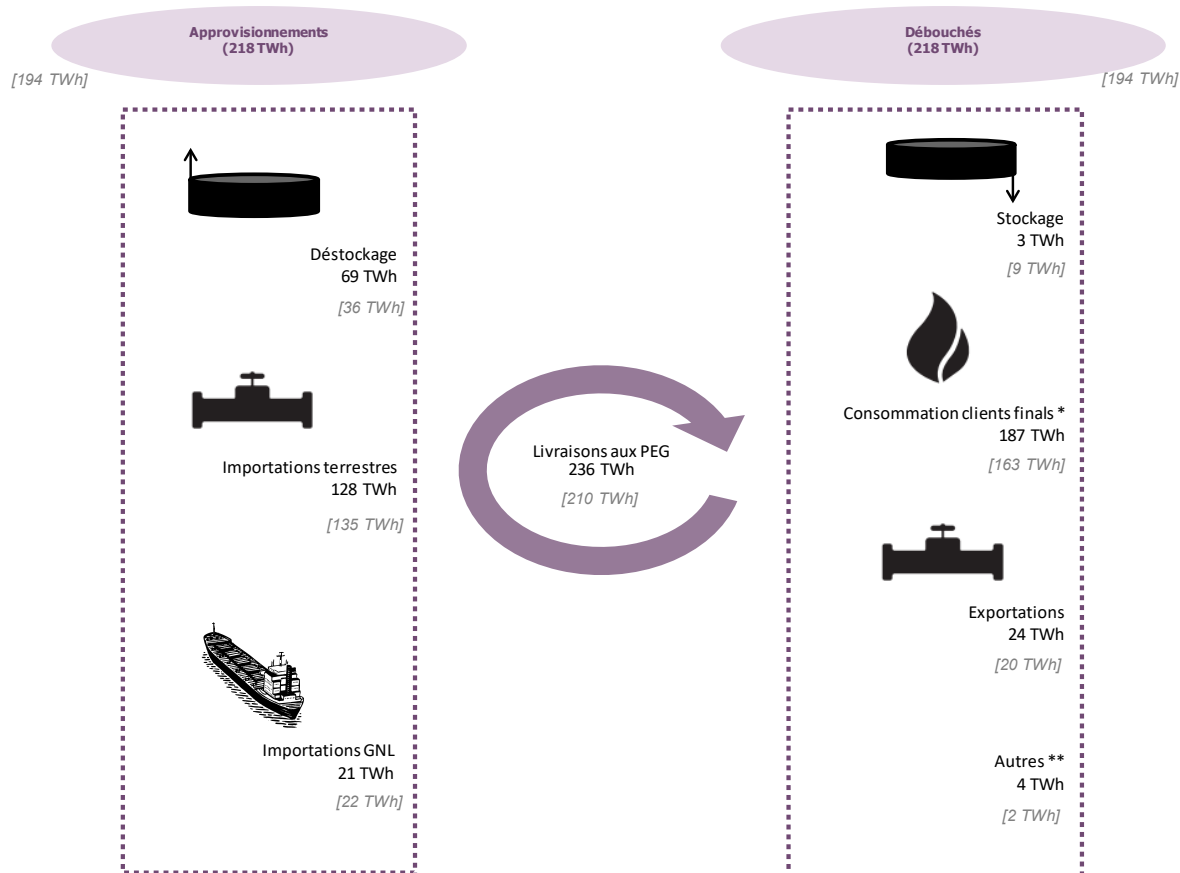 Approvisionnements
(218 TWh)
[194 TWh]
Déstockage
69 TWh
[36 TWh]
Importations terrestres
128 TWh
[135 TWh]
Importations GNL
21 TWh
[22 TWh]
Livraisons aux PEG
236 TWh
[210 TWh]
Débouchés
(218 TWh)
[194 TWh]
Stockage
3 TWh
[9 TWh]
Consommation clients finals *
187 TWh
[163 TWh]
Exportations
24 TWh
[20 TWh]
Autres **
4 TWh
[2 TWh]